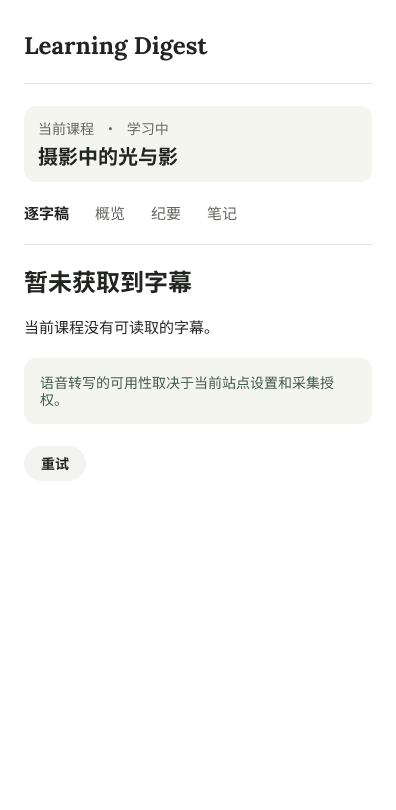 Learning Digest
当前课程 · 学习中
摄影中的光与影
逐字稿 概览 纪要 笔记
暂未获取到字幕
当前课程没有可读取的字幕。
语音转写的可用性取决于当前站点设置和采集授
权。
重试